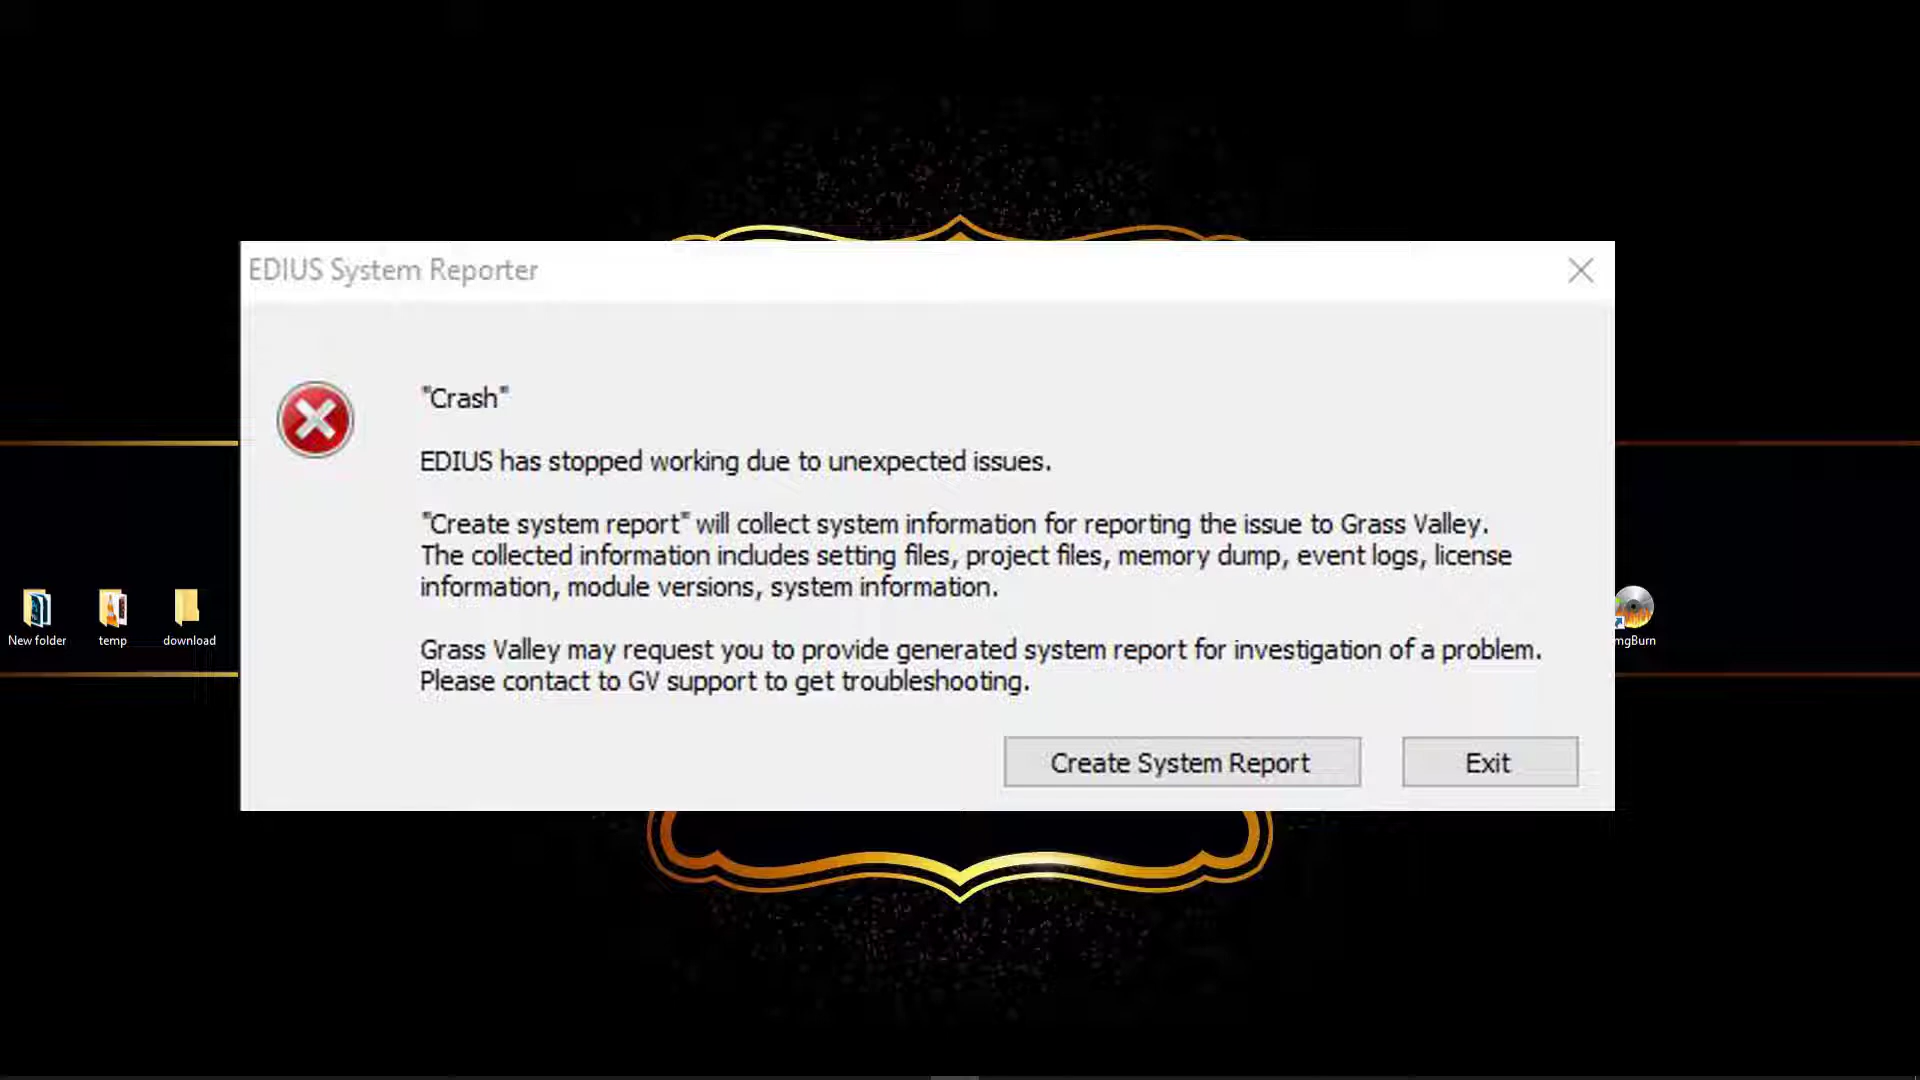 EDIUS System Reporter
"Crash"
EDIUS has stopped working due to unexpected issues.
"Create system report" will collect system information for reporting the issue to Grass Valley.
The collected information includes setting files, project files, memory dump, event logs, license
information, module versions, system information.
Grass Valley may request you to provide generated system report for investigation of a problem.
Please contact to GV support to get troubleshooting.
Create System Report
Exit
New folder
temp
download
mgBurn